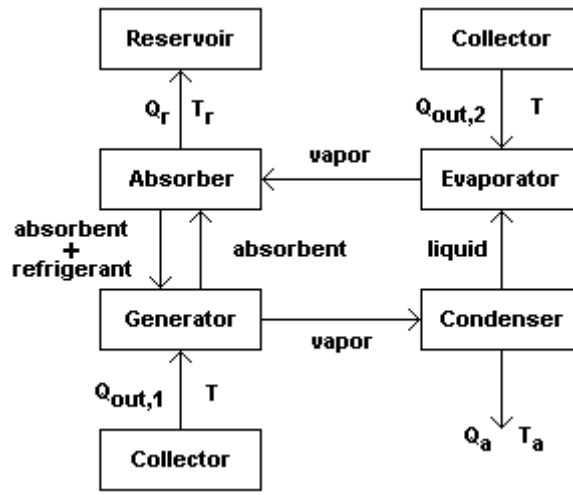 Reservoir
Collector
Qr Tr
Qout,2 T
vapor
Absorber
Evaporator
absorbent
+
refrigerant
absorbent
liquid
Generator
Condenser
vapor
Qout,1 T
Qa Ta
Collector